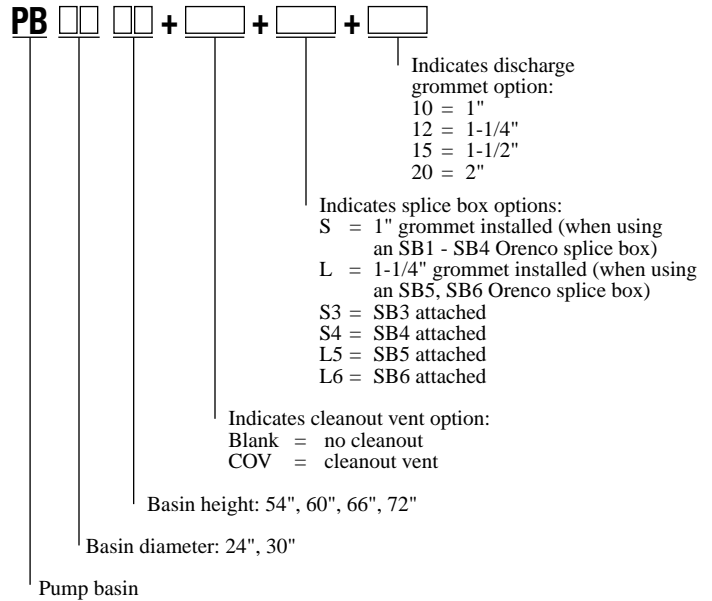 PB + + +
Indicates discharge
grommet option:
10 = 1"
12 = 1-1/4"
15 = 1-1/2"
20 = 2"
Indicates splice box options:
S = 1" grommet installed (when using
an SB1 - SB4 Orenco splice box)
L = 1-1/4" grommet installed (when using
an SB5, SB6 Orenco splice box)
S3 = SB3 attached
S4 = SB4 attached
L5 = SB5 attached
L6 = SB6 attached
Indicates cleanout vent option:
Blank = no cleanout
COV = cleanout vent
Basin height: 54", 60", 66", 72"
Basin diameter: 24", 30"
Pump basin